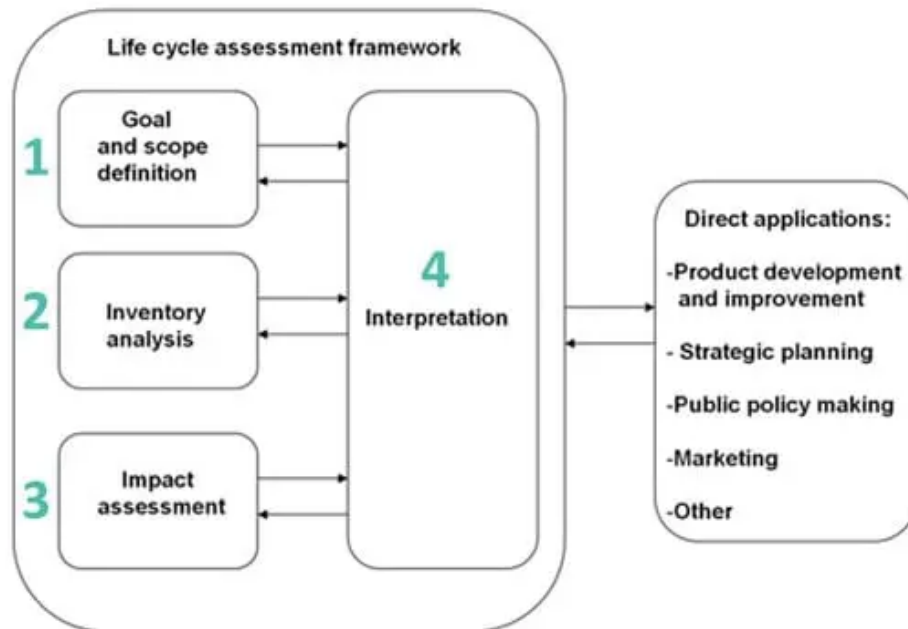 Life cycle assessment framework
1
Goal
and scope
definition
2
Inventory
analysis
3
Impact
assessment
4
Interpretation
Direct applications:
-Product development
and improvement
- Strategic planning
-Public policy making
-Marketing
-Other